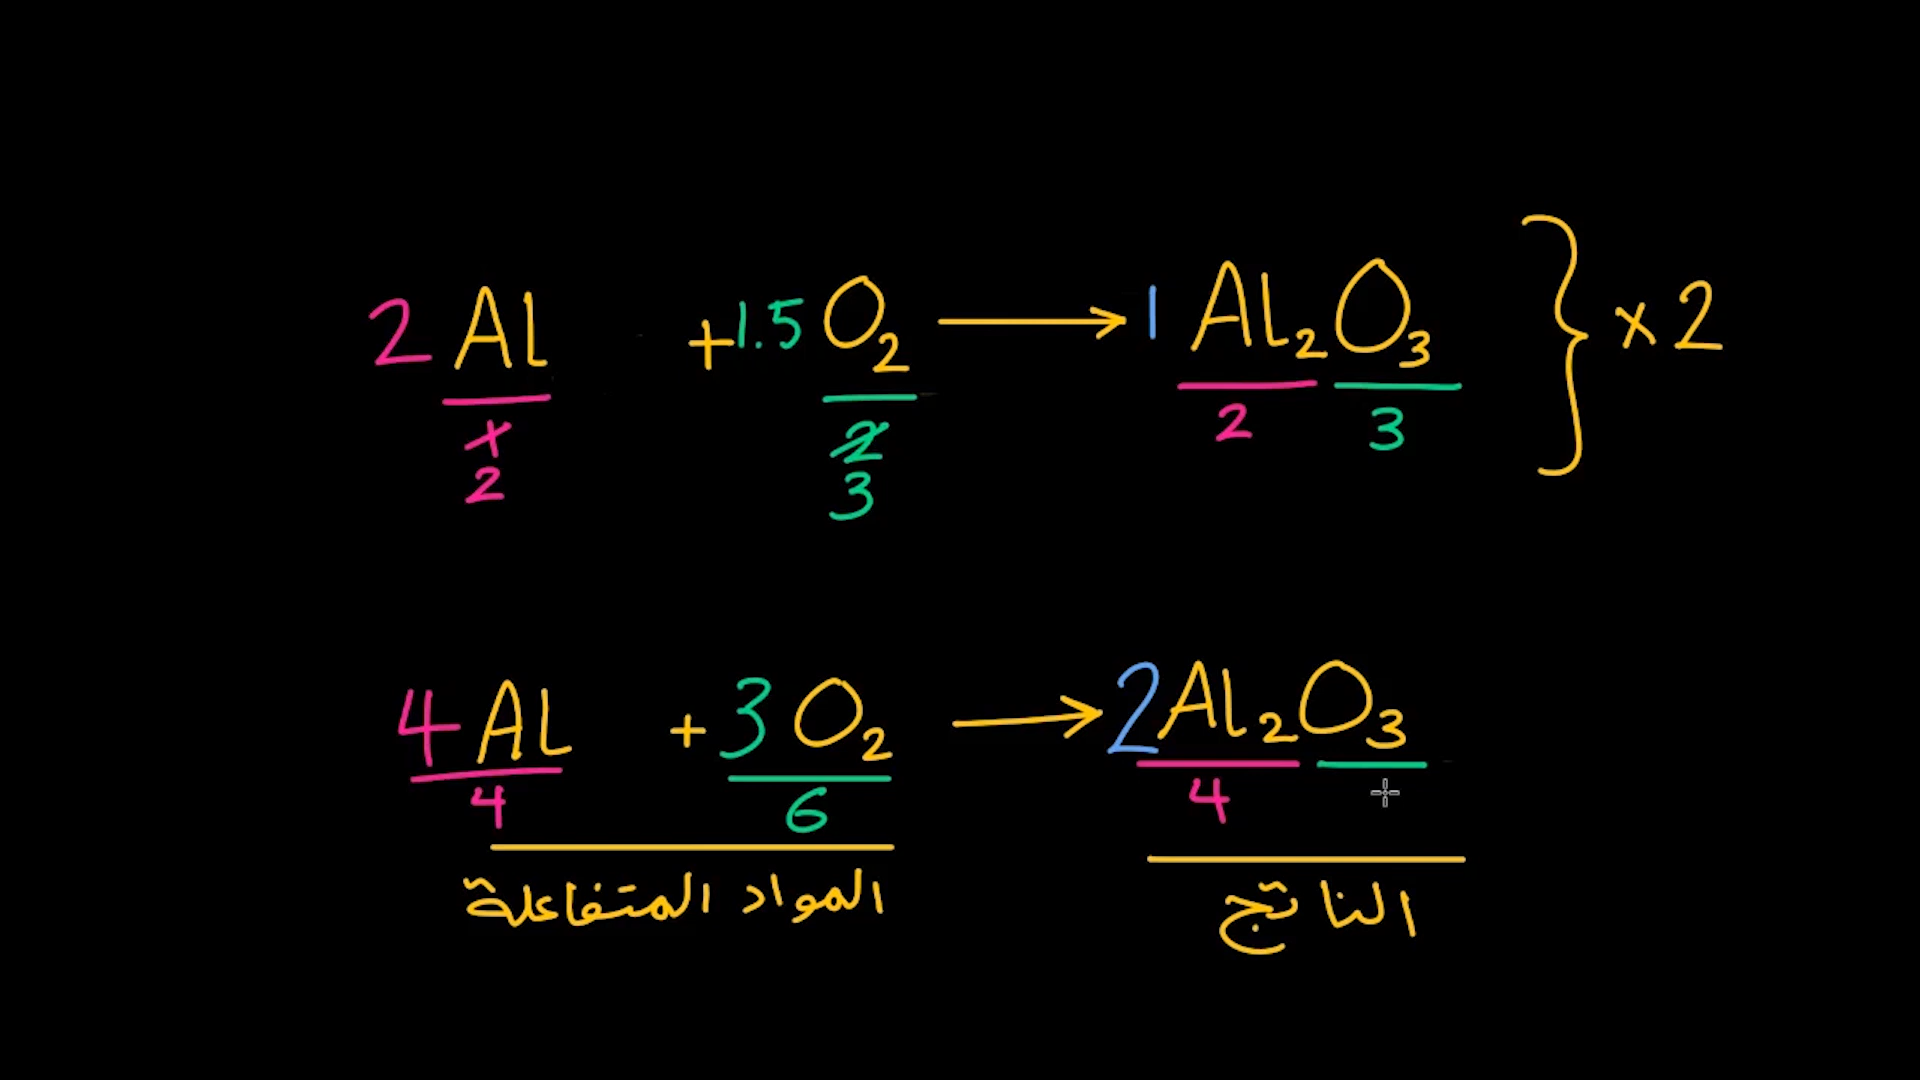 2 Al + 1.5 O₂ → 1 Al₂O₃ } × 2
1 2 2 3
2 3
4 Al + 3 O₂ → 2 Al₂O₃
4 6 4
المواد المتفاعلة الناتج